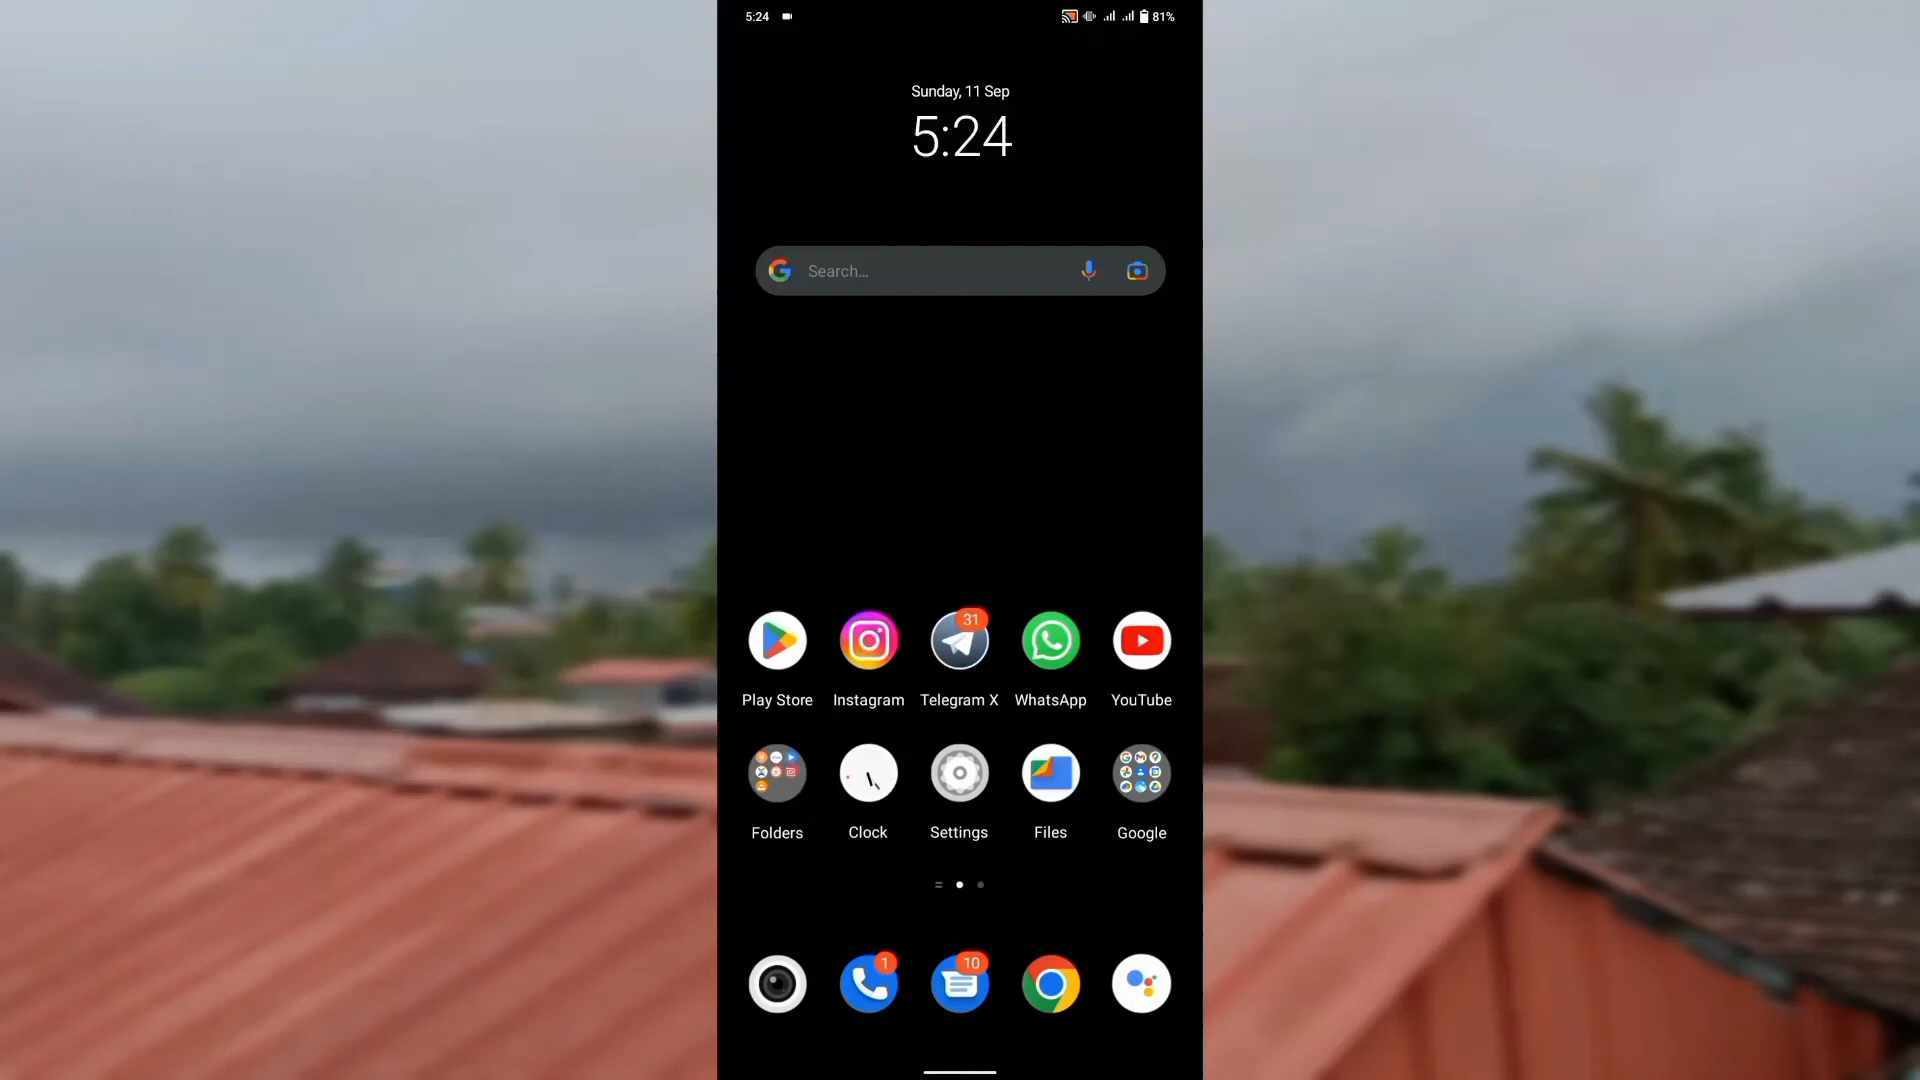 5:24
81%
Sunday, 11 Sep
5:24
Search...
31
Play Store Instagram Telegram X WhatsApp YouTube
Folders Clock Settings Files Google
1 10